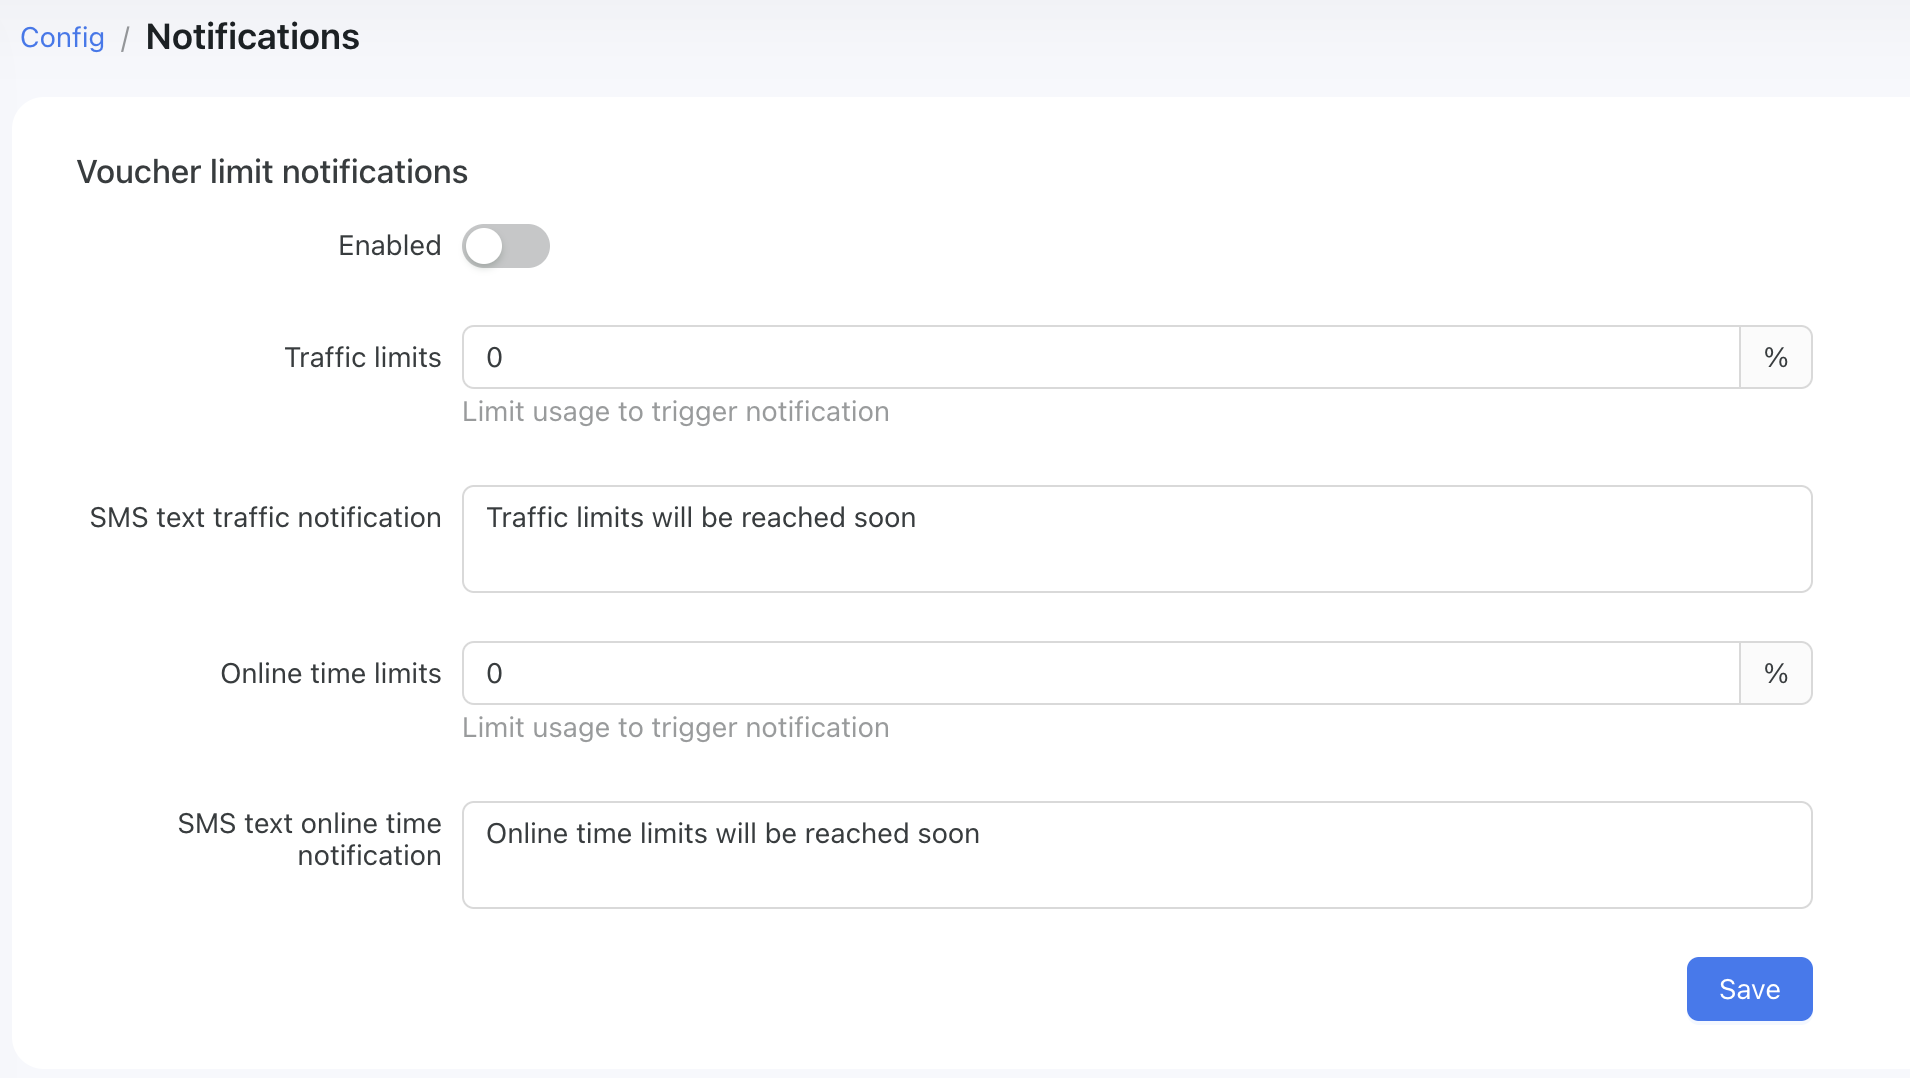 Config / Notifications
Voucher limit notifications
Enabled
Traffic limits 0 %
Limit usage to trigger notification
SMS text traffic notification Traffic limits will be reached soon
Online time limits 0 %
Limit usage to trigger notification
SMS text online time
notification
Online time limits will be reached soon
Save